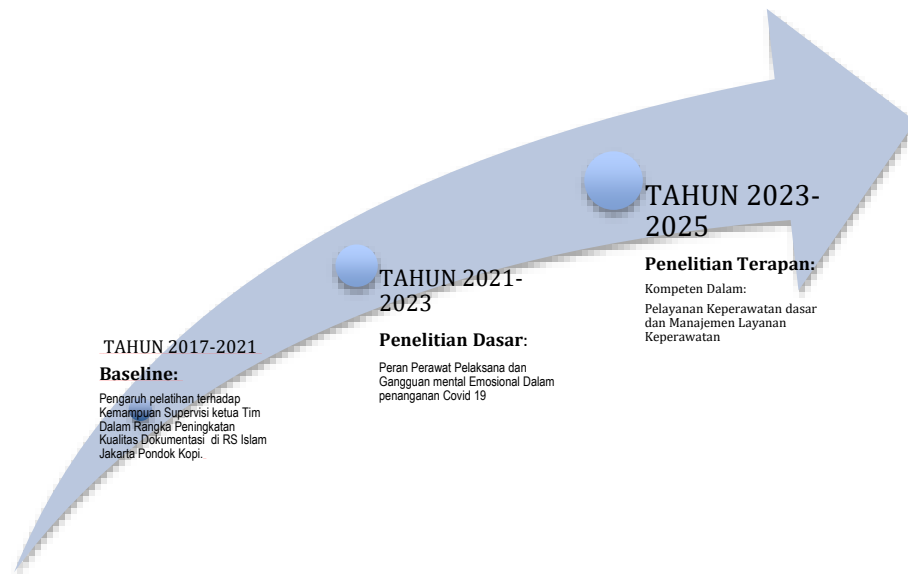 TAHUN 2017-2021
Baseline:
Pengaruh pelatihan terhadap
Kemampuan Supervisi ketua Tim
Dalam Rangka Peningkatan
Kualitas Dokumentasi di RS Islam
Jakarta Pondok Kopi.
TAHUN 2021-
2023
Penelitian Dasar:
Peran Perawat Pelaksana dan
Gangguan mental Emosional Dalam
penanganan Covid 19
TAHUN 2023-
2025
Penelitian Terapan:
Kompeten Dalam:
Pelayanan Keperawatan dasar
dan Manajemen Layanan
Keperawatan